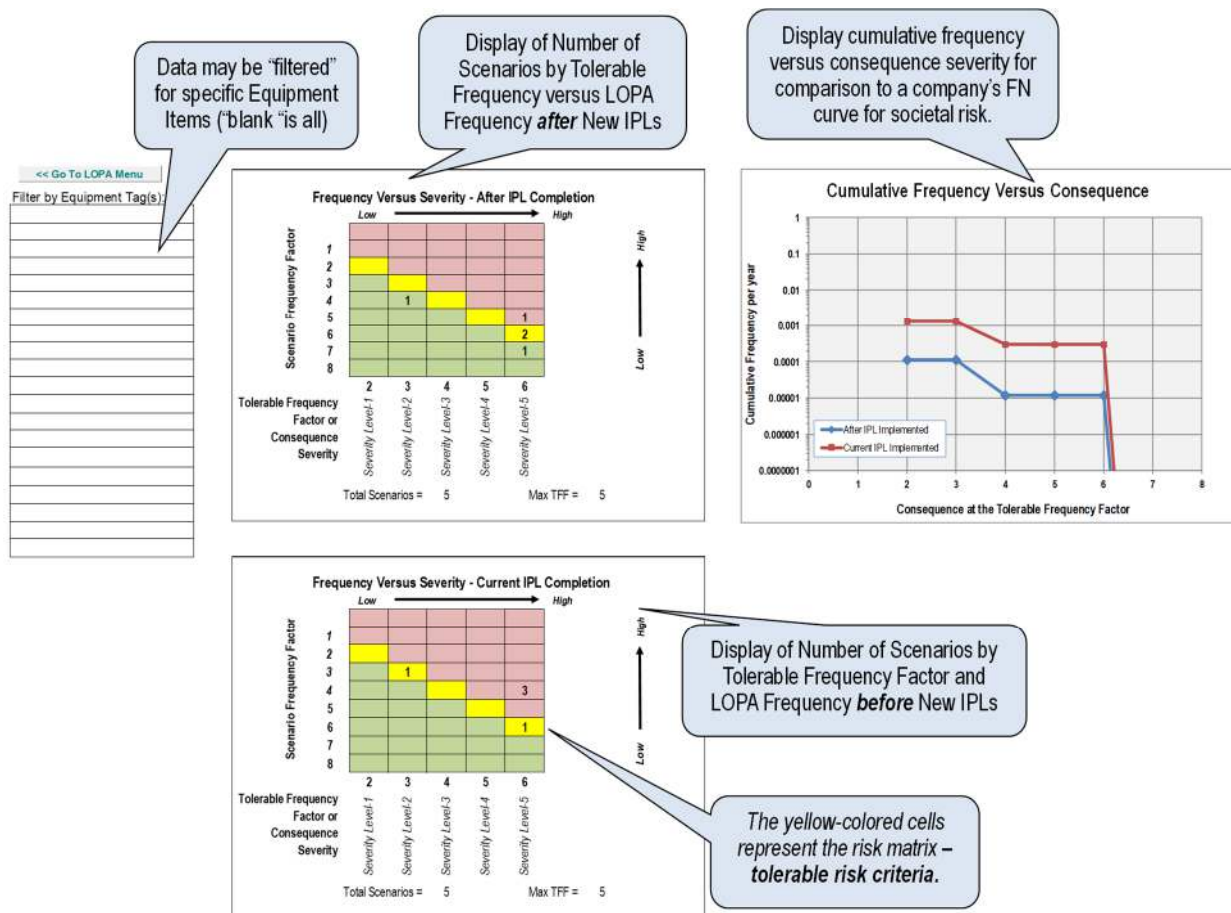 Data may be "filtered"
for specific Equipment
Items ("blank "is all)
Display of Number of
Scenarios by Tolerable
Frequency versus LOPA
Frequency after New IPLs
Display cumulative frequency
versus consequence severity for
comparison to a company's FN
curve for societal risk.
<< Go To LOPA Menu
Filter by Equipment Tag(s):
Frequency Versus Severity - After IPL Completion
Low High
Scenario Frequency Factor
1
2
3
4 1
5 1
6 2
7 1
8
High
Low
2 3 4 5 6
Tolerable Frequency
Factor or
Consequence
Severity
Severity Level-1
Severity Level-2
Severity Level-3
Severity Level-4
Severity Level-5
Total Scenarios = 5 Max TFF = 5
Cumulative Frequency Versus Consequence
Cumulative Frequency per year
1
0.1
0.01
0.001
0.0001
0.00001
0.000001
0.0000001
After IPL Implemented
Current IPL Implemented
0 1 2 3 4 5 6 7 8
Consequence at the Tolerable Frequency Factor
Frequency Versus Severity - Current IPL Completion
Low High
Scenario Frequency Factor
1
2
3 1
4 3
5
6 1
7
8
High
Low
2 3 4 5 6
Tolerable Frequency
Factor or
Consequence
Severity
Severity Level-1
Severity Level-2
Severity Level-3
Severity Level-4
Severity Level-5
Total Scenarios = 5 Max TFF = 5
Display of Number of Scenarios by
Tolerable Frequency Factor and
LOPA Frequency before New IPLs
The yellow-colored cells
represent the risk matrix –
tolerable risk criteria.